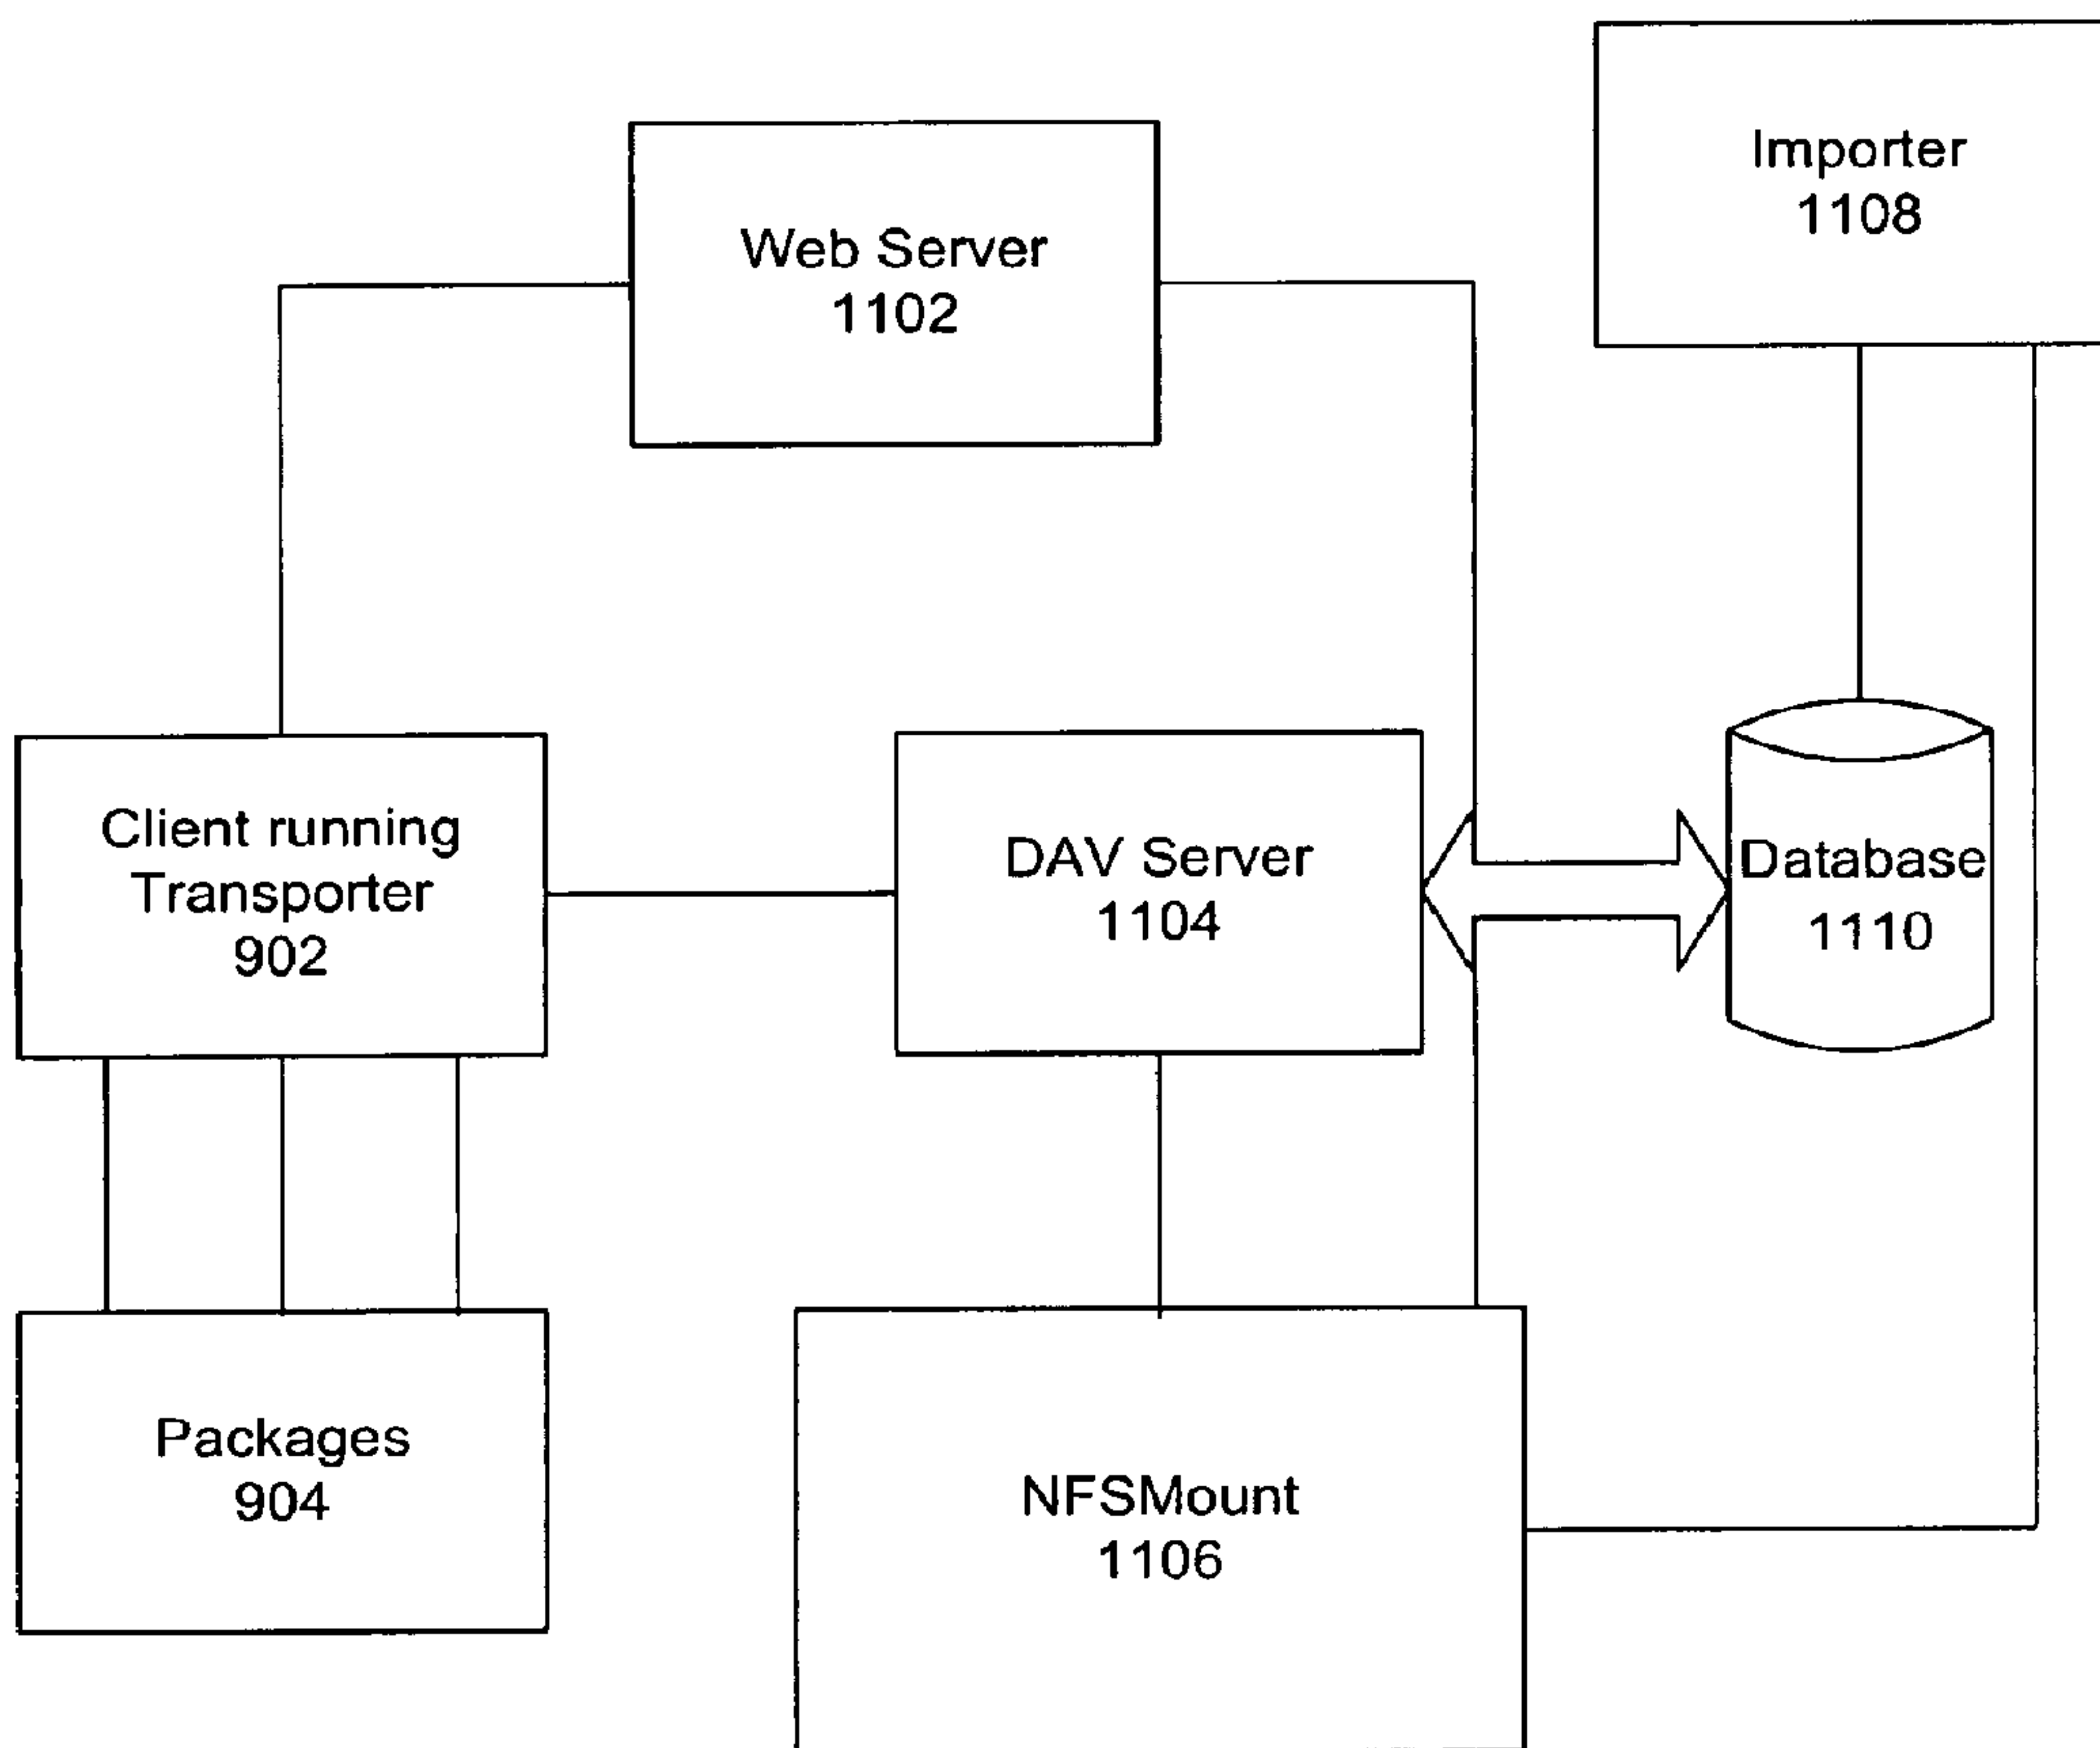 Importer
1108
Web Server
1102
Client running
Transporter
902
DAV Server
1104
Database
1110
Packages
904
NFSMount
1106